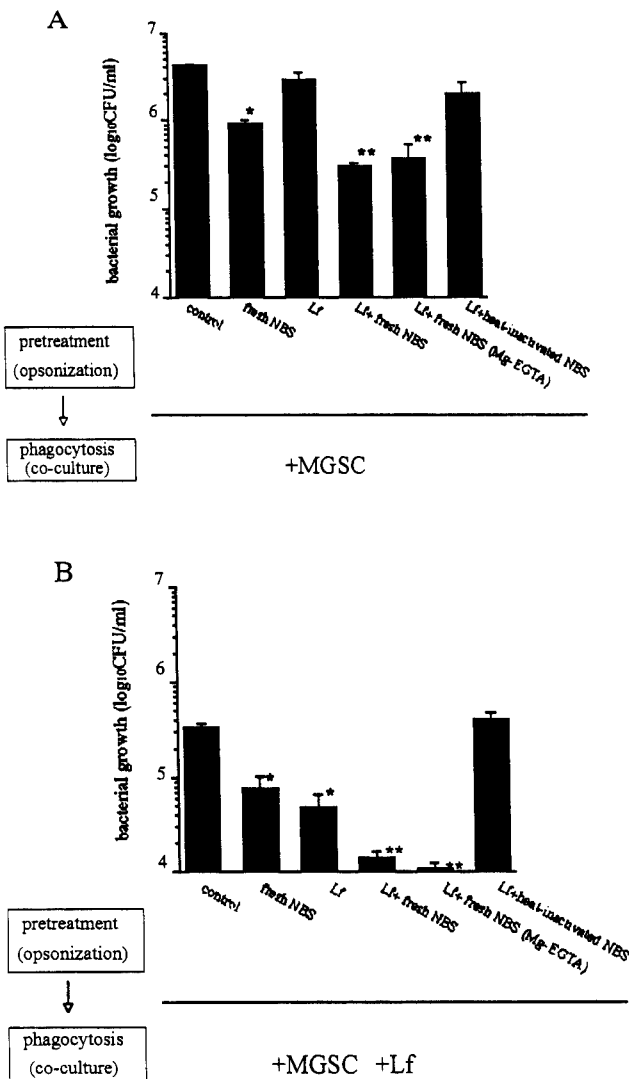 A
bacterial growth (log10CFU/ml)
7
6
5
4
*
**
**
control
fresh NBS
Lf
Lf+ fresh NBS
Lf+ fresh NBS (Mg-EGTA)
Lf+heat-inactivated NBS
pretreatment
(opsonization)
phagocytosis
(co-culture)
+MGSC
B
bacterial growth (log10CFU/ml)
7
6
5
4
*
*
**
**
control
fresh NBS
Lf
Lf+ fresh NBS
Lf+ fresh NBS (Mg-EGTA)
Lf+heat-inactivated NBS
pretreatment
(opsonization)
phagocytosis
(co-culture)
+MGSC +Lf